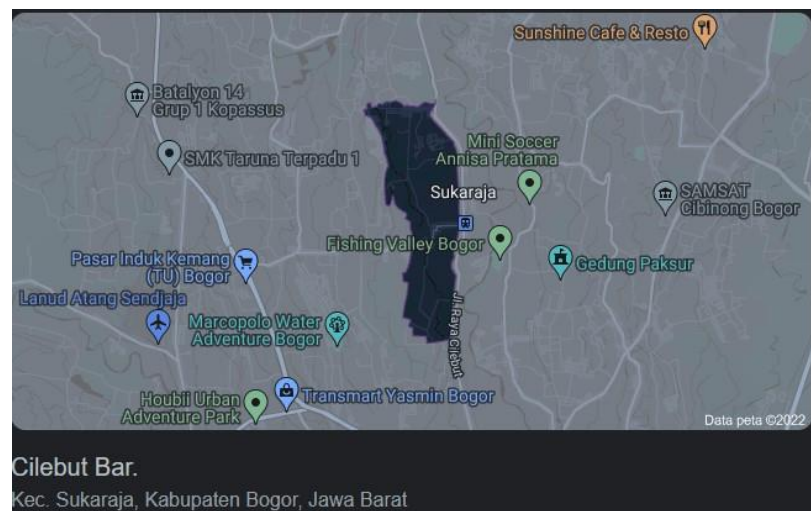 Sunshine Cafe & Resto
Batalyon 14
Grup 1 Kopassus
Mini Soccer
Annisa Pratama
SMK Taruna Terpadu 1
Sukaraja
SAMSAT
Cibinong Bogor
Fishing Valley Bogor
Gedung Paksur
Pasar Induk Kemang
(TU) Bogor
Lanud Atang Sendjaja
Marcopolo Water
Adventure Bogor
Jl. Raya Cilebut
Houbii Urban
Adventure Park
Transmart Yasmin Bogor
Data peta ©2022
Cilebut Bar.
Kec. Sukaraja, Kabupaten Bogor, Jawa Barat